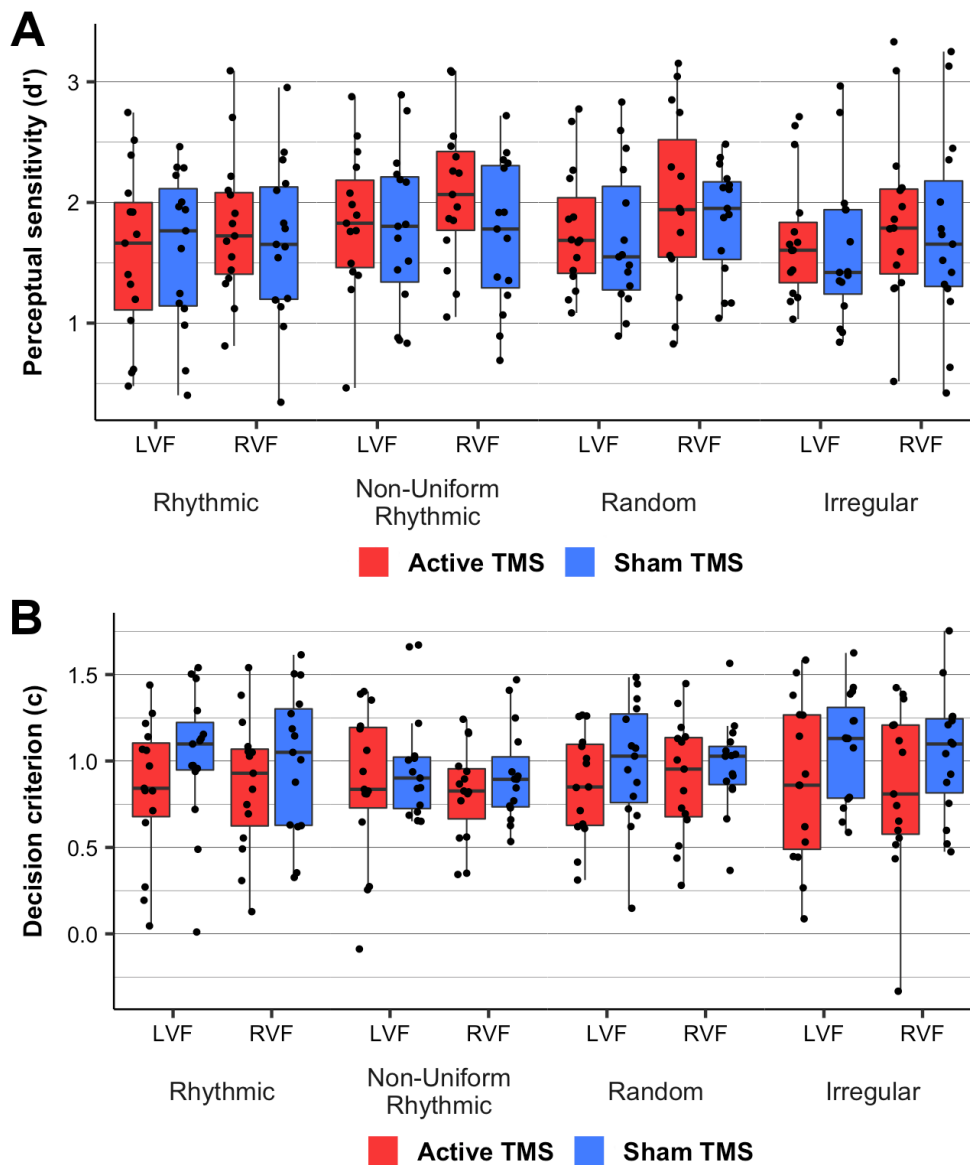 A
Perceptual sensitivity (d')
3
2
1
LVF RVF LVF RVF LVF RVF LVF RVF
Rhythmic Non-Uniform Rhythmic Random Irregular
Active TMS Sham TMS
B
Decision criterion (c)
1.5
1.0
0.5
0.0
LVF RVF LVF RVF LVF RVF LVF RVF
Rhythmic Non-Uniform Rhythmic Random Irregular
Active TMS Sham TMS